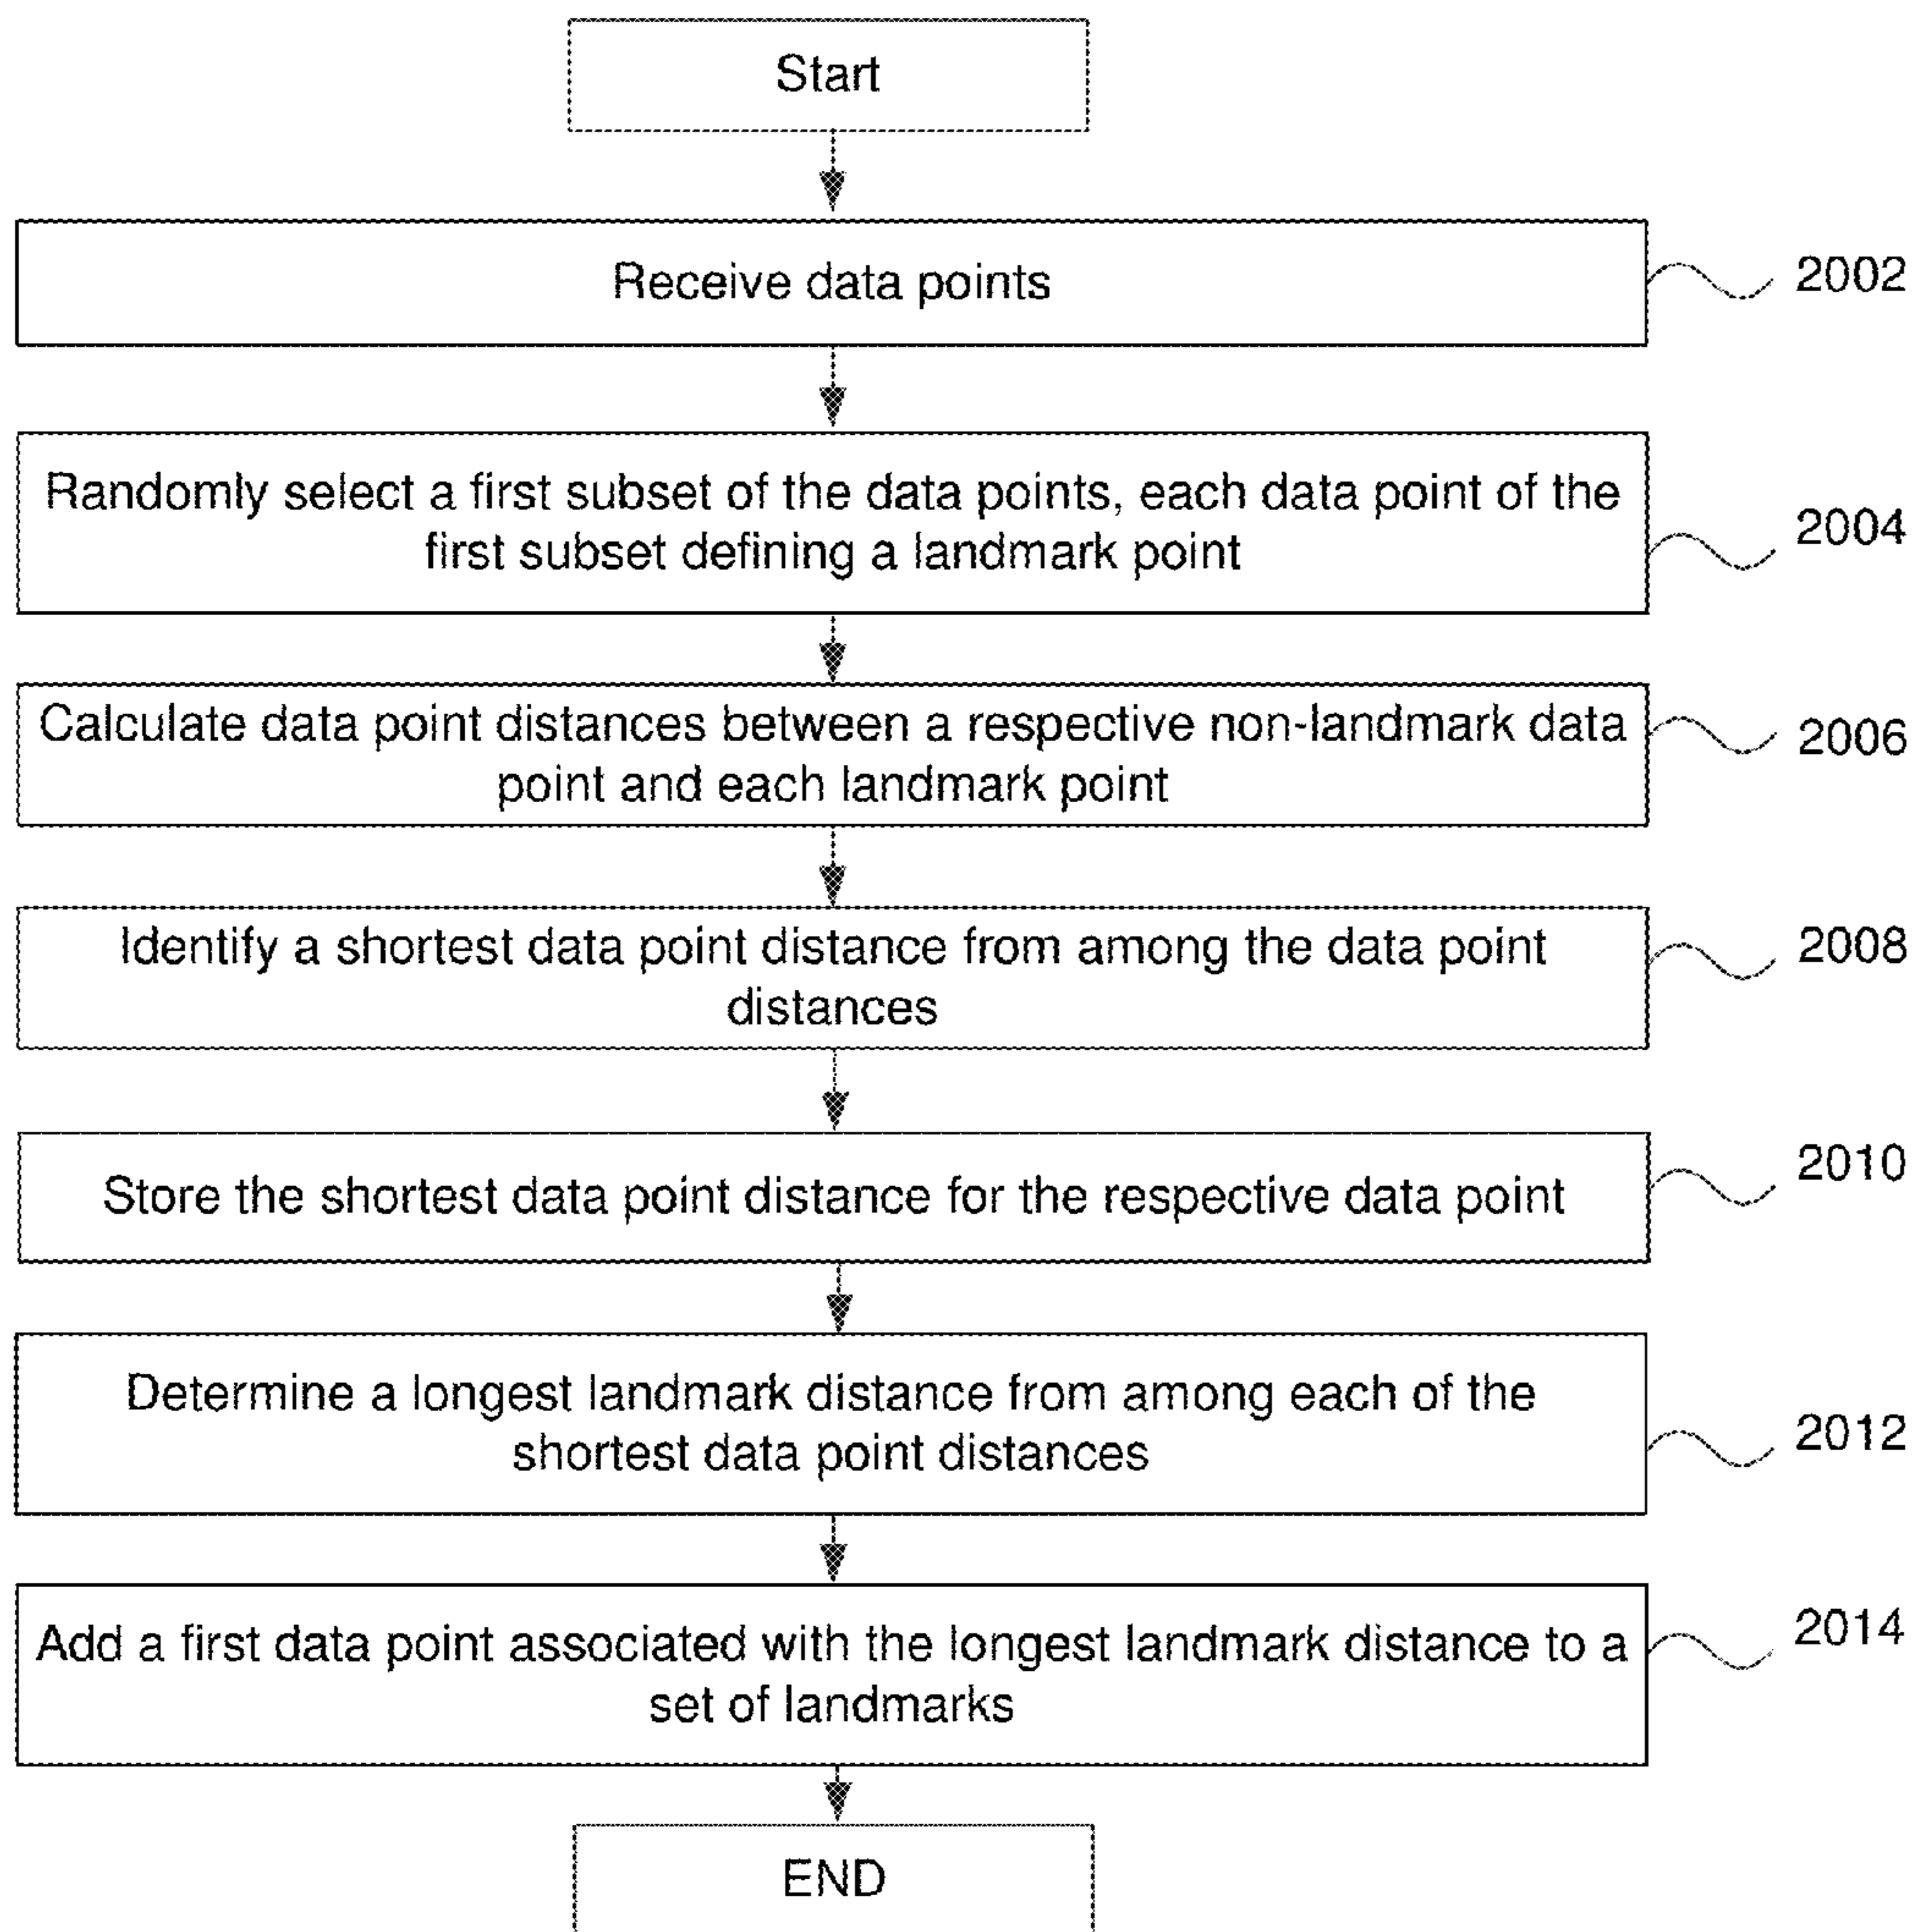 Start
Receive data points
2002
Randomly select a first subset of the data points, each data point of the
first subset defining a landmark point
2004
Calculate data point distances between a respective non-landmark data
point and each landmark point
2006
Identify a shortest data point distance from among the data point
distances
2008
Store the shortest data point distance for the respective data point
2010
Determine a longest landmark distance from among each of the
shortest data point distances
2012
Add a first data point associated with the longest landmark distance to a
set of landmarks
2014
END